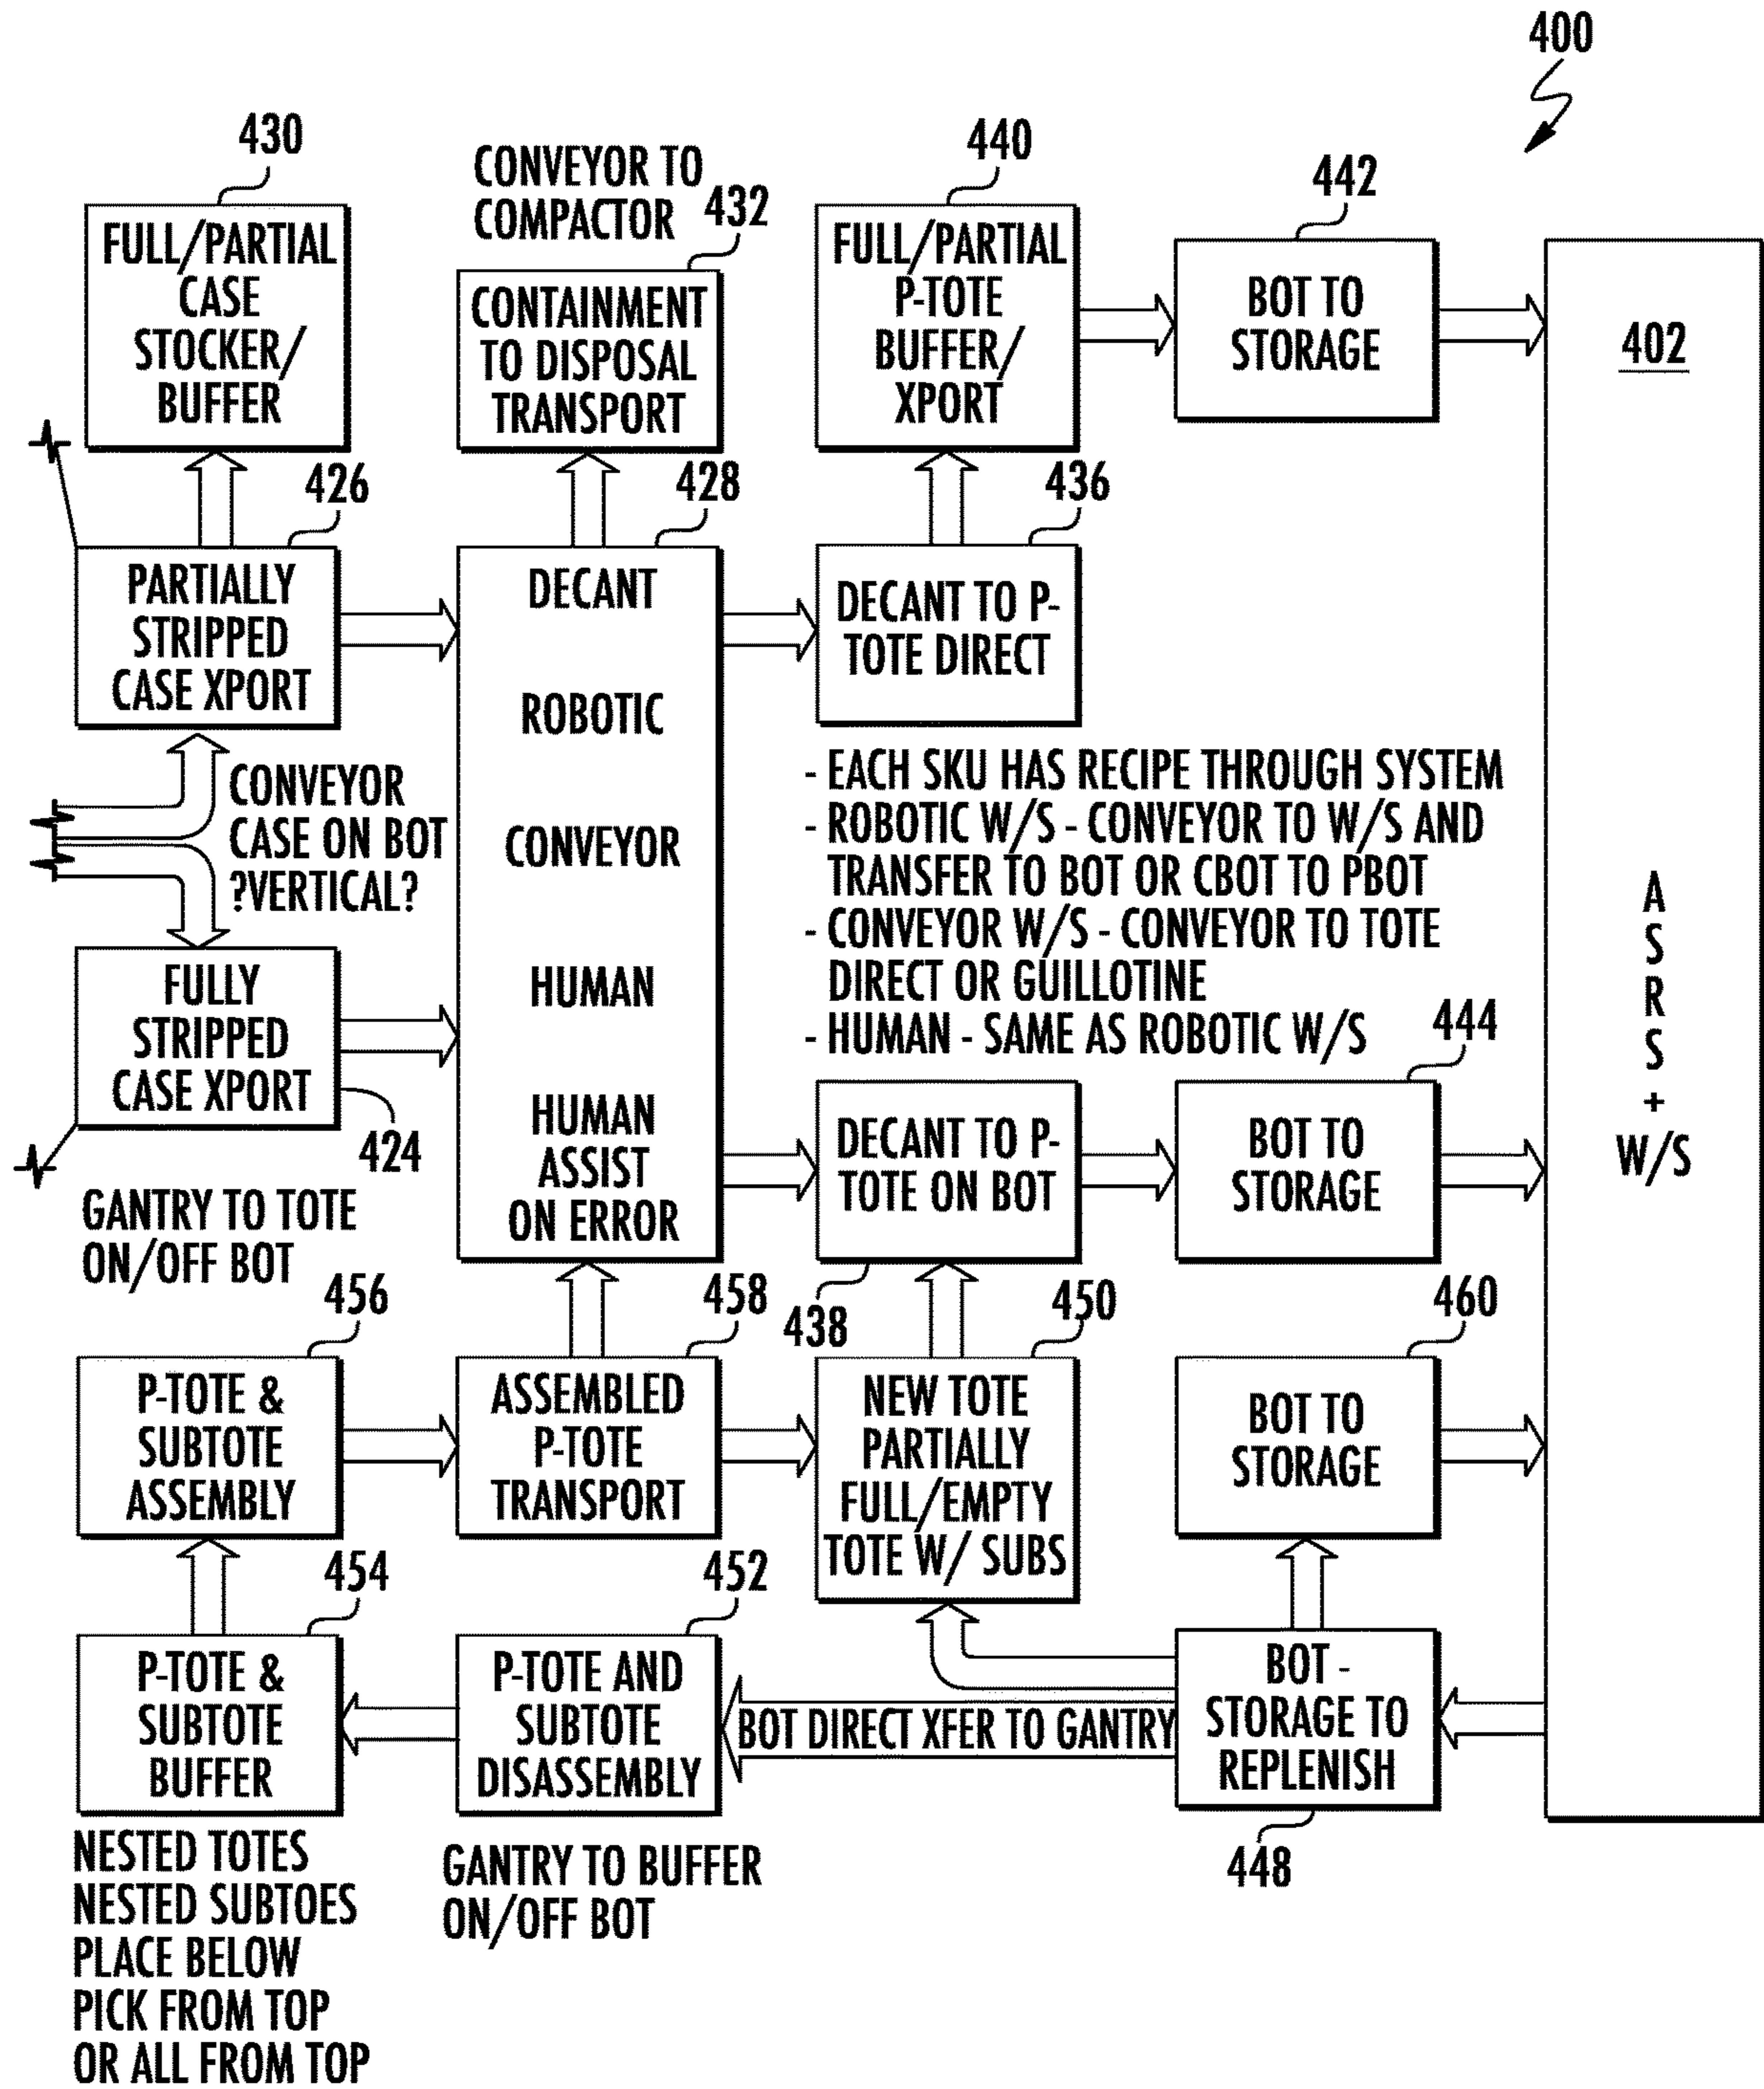 400
430
FULL/PARTIAL
CASE
STOCKER/
BUFFER
CONVEYOR TO
COMPACTOR
432
CONTAINMENT
TO DISPOSAL
TRANSPORT
440
FULL/PARTIAL
P-TOTE
BUFFER/
XPORT
442
BOT TO
STORAGE
402
426
PARTIALLY
STRIPPED
CASE XPORT
428
DECANT
ROBOTIC
CONVEYOR
HUMAN
HUMAN
ASSIST
ON ERROR
436
DECANT TO P-
TOTE DIRECT
CONVEYOR
CASE ON BOT
?VERTICAL?
- EACH SKU HAS RECIPE THROUGH SYSTEM
- ROBOTIC W/S - CONVEYOR TO W/S AND
TRANSFER TO BOT OR CBOT TO PBOT
- CONVEYOR W/S - CONVEYOR TO TOTE
DIRECT OR GUILLOTINE
- HUMAN - SAME AS ROBOTIC W/S
A
S
R
S
+
W/S
FULLY
STRIPPED
CASE XPORT
424
GANTRY TO TOTE
ON/OFF BOT
DECANT TO P-
TOTE ON BOT
438
444
BOT TO
STORAGE
456
P-TOTE &
SUBTOTE
ASSEMBLY
458
ASSEMBLED
P-TOTE
TRANSPORT
450
NEW TOTE
PARTIALLY
FULL/EMPTY
TOTE W/ SUBS
460
BOT TO
STORAGE
454
P-TOTE &
SUBTOTE
BUFFER
452
P-TOTE AND
SUBTOTE
DISASSEMBLY
BOT DIRECT XFER TO GANTRY
BOT -
STORAGE TO
REPLENISH
448
NESTED TOTES
NESTED SUBTOES
PLACE BELOW
PICK FROM TOP
OR ALL FROM TOP
GANTRY TO BUFFER
ON/OFF BOT